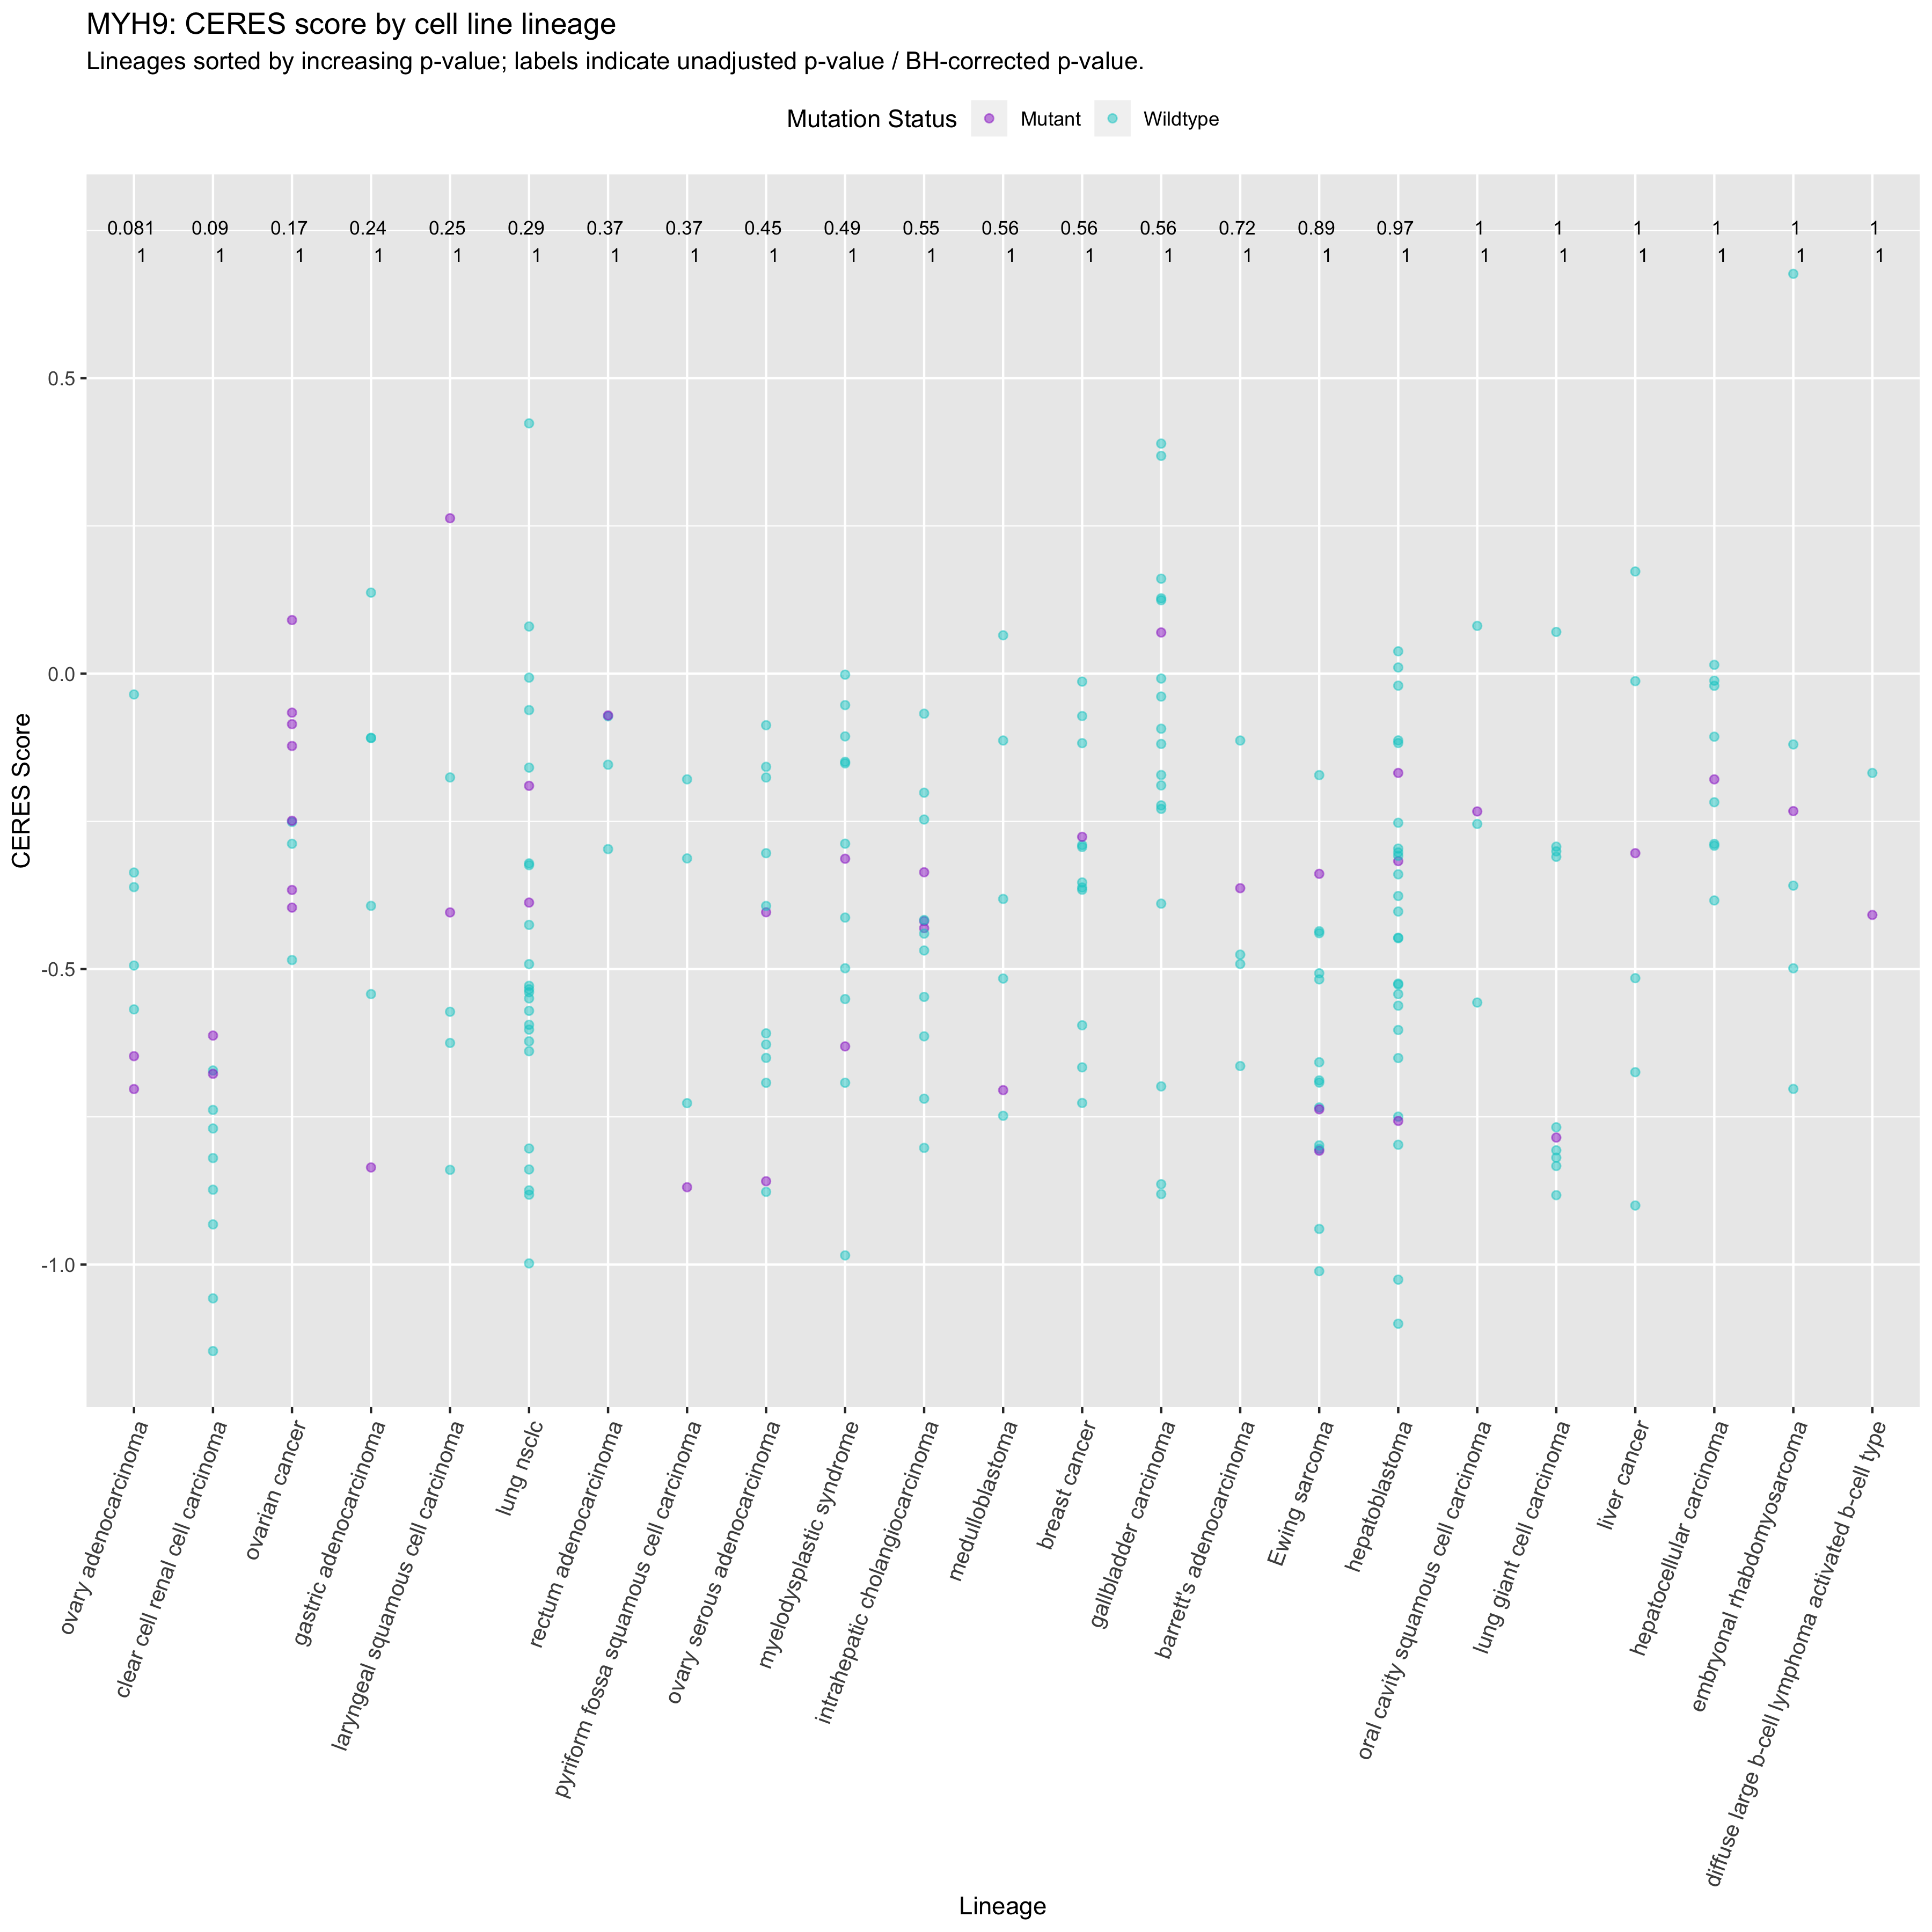 MYH9: CERES score by cell line lineage
Lineages sorted by increasing p-value; labels indicate unadjusted p-value / BH-corrected p-value.
Mutation Status Mutant Wildtype
0.081 0.09 0.17 0.24 0.25 0.29 0.37 0.37 0.45 0.49 0.55 0.56 0.56 0.56 0.72 0.89 0.97 1 1 1 1 1 1
1 1 1 1 1 1 1 1 1 1 1 1 1 1 1 1 1 1 1 1 1 1 1
0.5
0.0
-0.5
-1.0
CERES Score
ovary adenocarcinoma
clear cell renal cell carcinoma
ovarian cancer
gastric adenocarcinoma
laryngeal squamous cell carcinoma
lung nsclc
rectum adenocarcinoma
pyriform fossa squamous cell carcinoma
ovary serous adenocarcinoma
myelodysplastic syndrome
intrahepatic cholangiocarcinoma
medulloblastoma
breast cancer
gallbladder carcinoma
barrett's adenocarcinoma
Ewing sarcoma
hepatoblastoma
oral cavity squamous cell carcinoma
lung giant cell carcinoma
liver cancer
hepatocellular carcinoma
embryonal rhabdomyosarcoma
diffuse large b-cell lymphoma activated b-cell type
Lineage